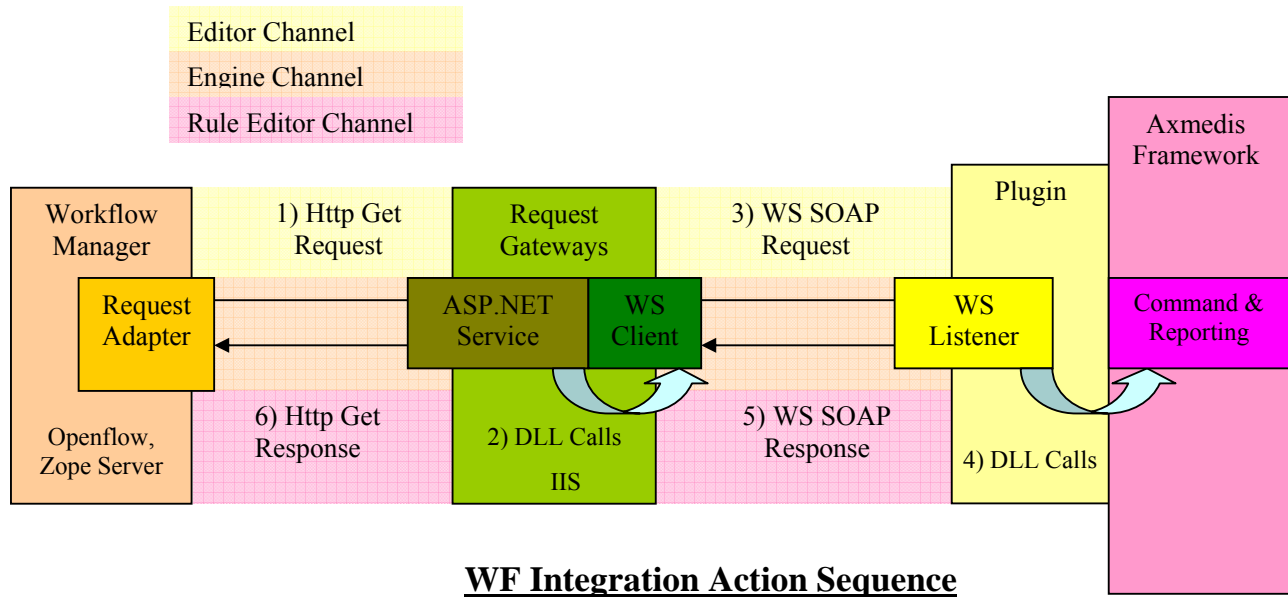 Editor Channel
Engine Channel
Rule Editor Channel
Axmedis
Framework
Workflow
Manager
1) Http Get
Request
Request
Gateways
3) WS SOAP
Request
Plugin
Request
Adapter
ASP.NET
Service
WS
Client
WS
Listener
Command &
Reporting
Openflow,
Zope Server
6) Http Get
Response
2) DLL Calls
IIS
5) WS SOAP
Response
4) DLL Calls
WF Integration Action Sequence